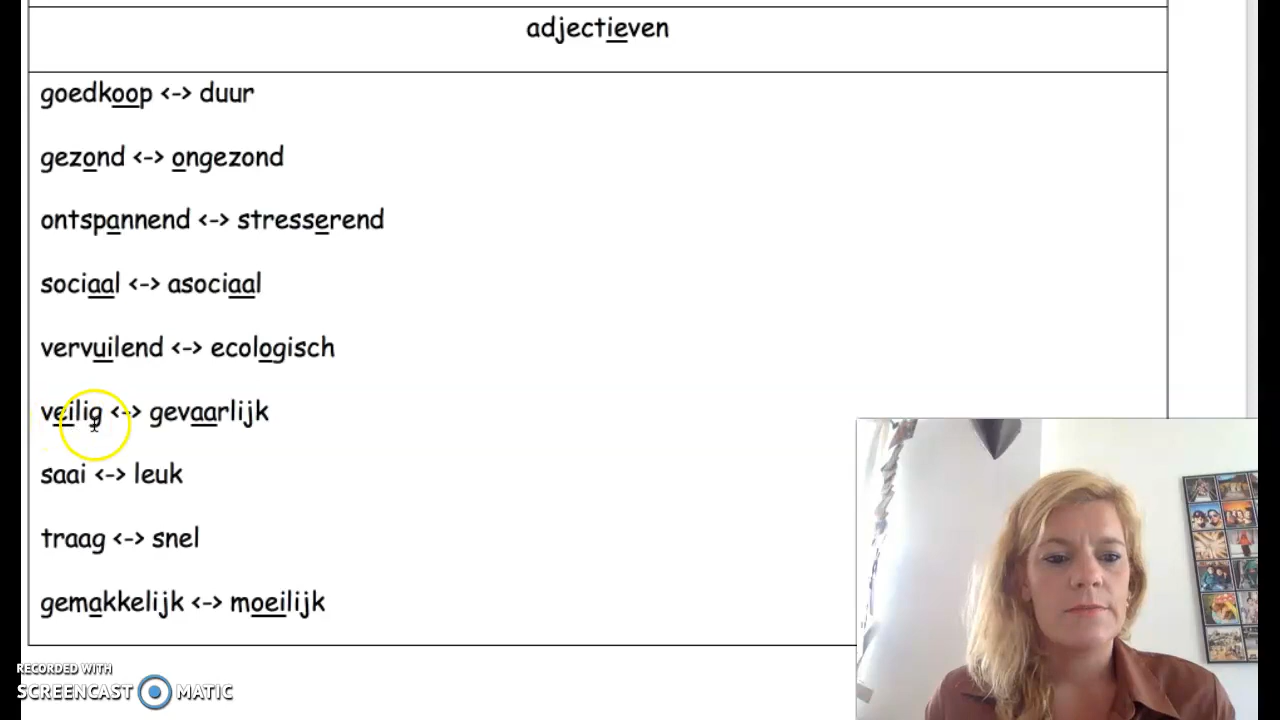 adjectieven
goedkoop <-> duur
gezond <-> ongezond
ontspannend <-> stresserend
sociaal <-> asociaal
vervuilend <-> ecologisch
veilig <-> gevaarlijk
saai <-> leuk
traag <-> snel
gemakkelijk <-> moeilijk
RECORDED WITH
SCREENCAST MATIC